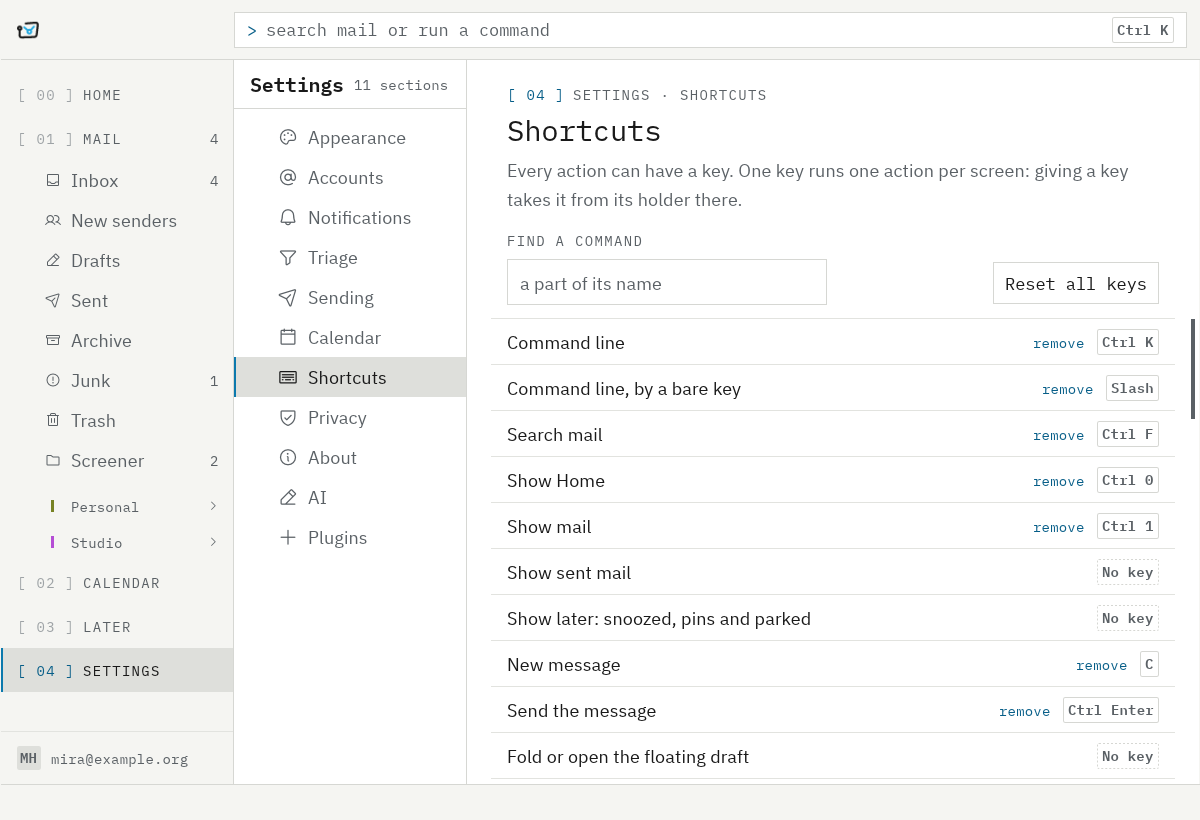 > search mail or run a command Ctrl K
[ 00 ] HOME
[ 01 ] MAIL 4
Inbox 4
New senders
Drafts
Sent
Archive
Junk 1
Trash
Screener 2
Personal
Studio
[ 02 ] CALENDAR
[ 03 ] LATER
[ 04 ] SETTINGS
MH mira@example.org
Settings 11 sections
Appearance
Accounts
Notifications
Triage
Sending
Calendar
Shortcuts
Privacy
About
AI
Plugins
[ 04 ] SETTINGS · SHORTCUTS
Shortcuts
Every action can have a key. One key runs one action per screen: giving a key
takes it from its holder there.
FIND A COMMAND
a part of its name
Reset all keys
Command line remove Ctrl K
Command line, by a bare key remove Slash
Search mail remove Ctrl F
Show Home remove Ctrl 0
Show mail remove Ctrl 1
Show sent mail No key
Show later: snoozed, pins and parked No key
New message remove C
Send the message remove Ctrl Enter
Fold or open the floating draft No key